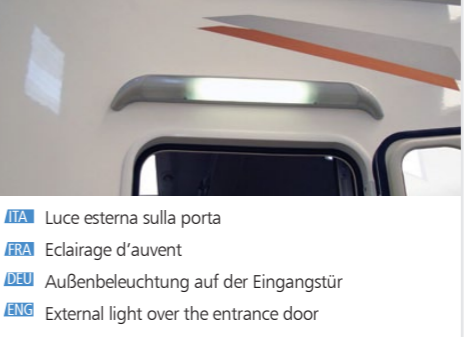 ITA Luce esterna sulla porta
FRA Eclairage d'auvent
DEU Außenbeleuchtung auf der Eingangstür
ENG External light over the entrance door